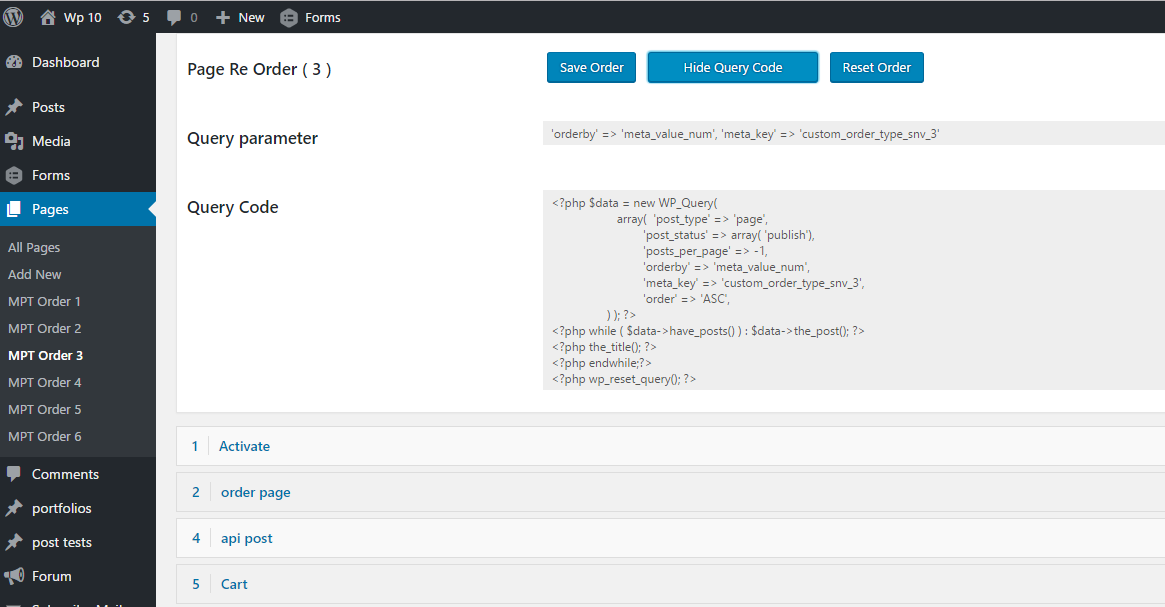 Wp 10 5 0 New Forms
Dashboard
Posts
Media
Forms
Pages
All Pages
Add New
MPT Order 1
MPT Order 2
MPT Order 3
MPT Order 4
MPT Order 5
MPT Order 6
Comments
portfolios
post tests
Forum
Page Re Order ( 3 ) Save Order Hide Query Code Reset Order
Query parameter 'orderby' => 'meta_value_num', 'meta_key' => 'custom_order_type_snv_3'
Query Code
<?php $data = new WP_Query(
array( 'post_type' => 'page',
'post_status' => array( 'publish'),
'posts_per_page' => -1,
'orderby' => 'meta_value_num',
'meta_key' => 'custom_order_type_snv_3',
'order' => 'ASC',
) ); ?>
<?php while ( $data->have_posts() ) : $data->the_post(); ?>
<?php the_title(); ?>
<?php endwhile;?>
<?php wp_reset_query(); ?>
1 Activate
2 order page
4 api post
5 Cart